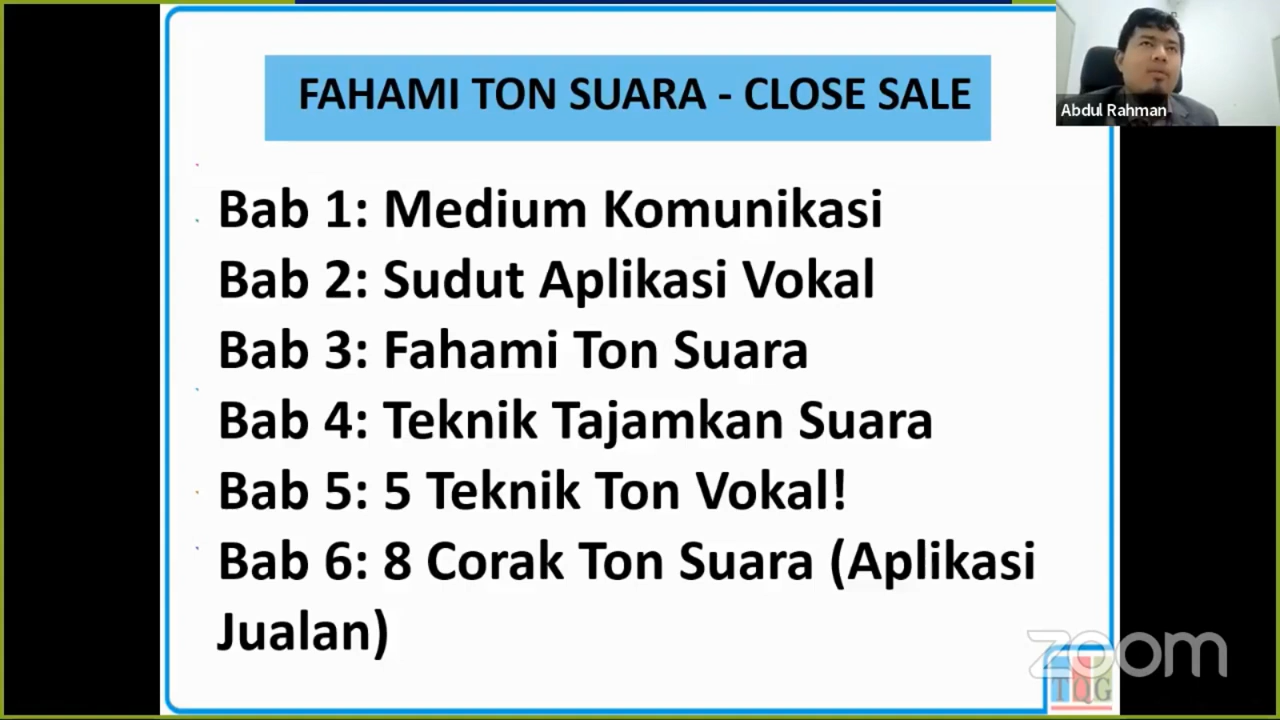 FAHAMI TON SUARA - CLOSE SALE
Abdul Rahman
Bab 1: Medium Komunikasi
Bab 2: Sudut Aplikasi Vokal
Bab 3: Fahami Ton Suara
Bab 4: Teknik Tajamkan Suara
Bab 5: 5 Teknik Ton Vokal!
Bab 6: 8 Corak Ton Suara (Aplikasi
Jualan)
zoom
TQG